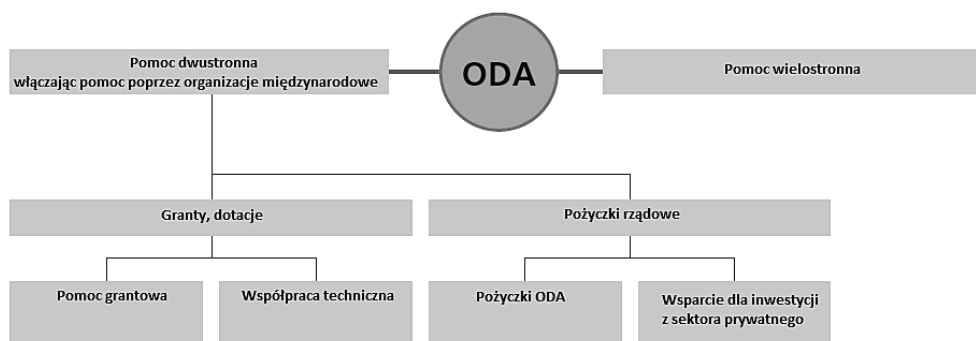 Pomoc dwustronna
włączając pomoc poprzez organizacje międzynarodowe
ODA
Pomoc wielostronna
Granty, dotacje
Pożyczki rządowe
Pomoc grantowa
Współpraca techniczna
Pożyczki ODA
Wsparcie dla inwestycji
z sektora prywatnego